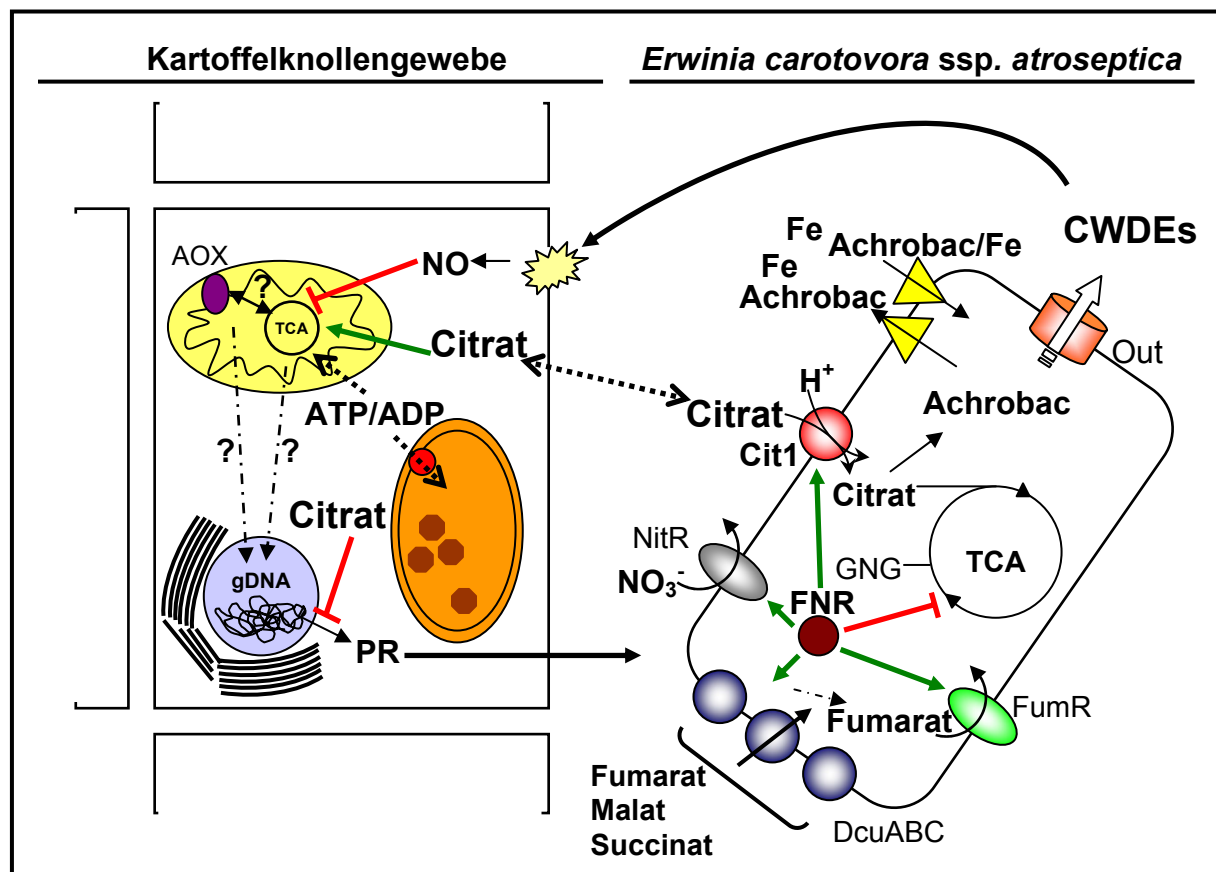 Kartoffelknollengewebe
Erwinia carotovora ssp. atroseptica
AOX
?
TCA
NO
Citrat
ATP/ADP
?
?
Citrat
gDNA
PR
CWDEs
Fe
Achrobac/Fe
Fe
Achrobac
Out
H+
Achrobac
Citrat
Cit1
Citrat
NitR
GNG
TCA
NO3-
FNR
Fumarat
FumR
Fumarat
Malat
Succinat
DcuABC